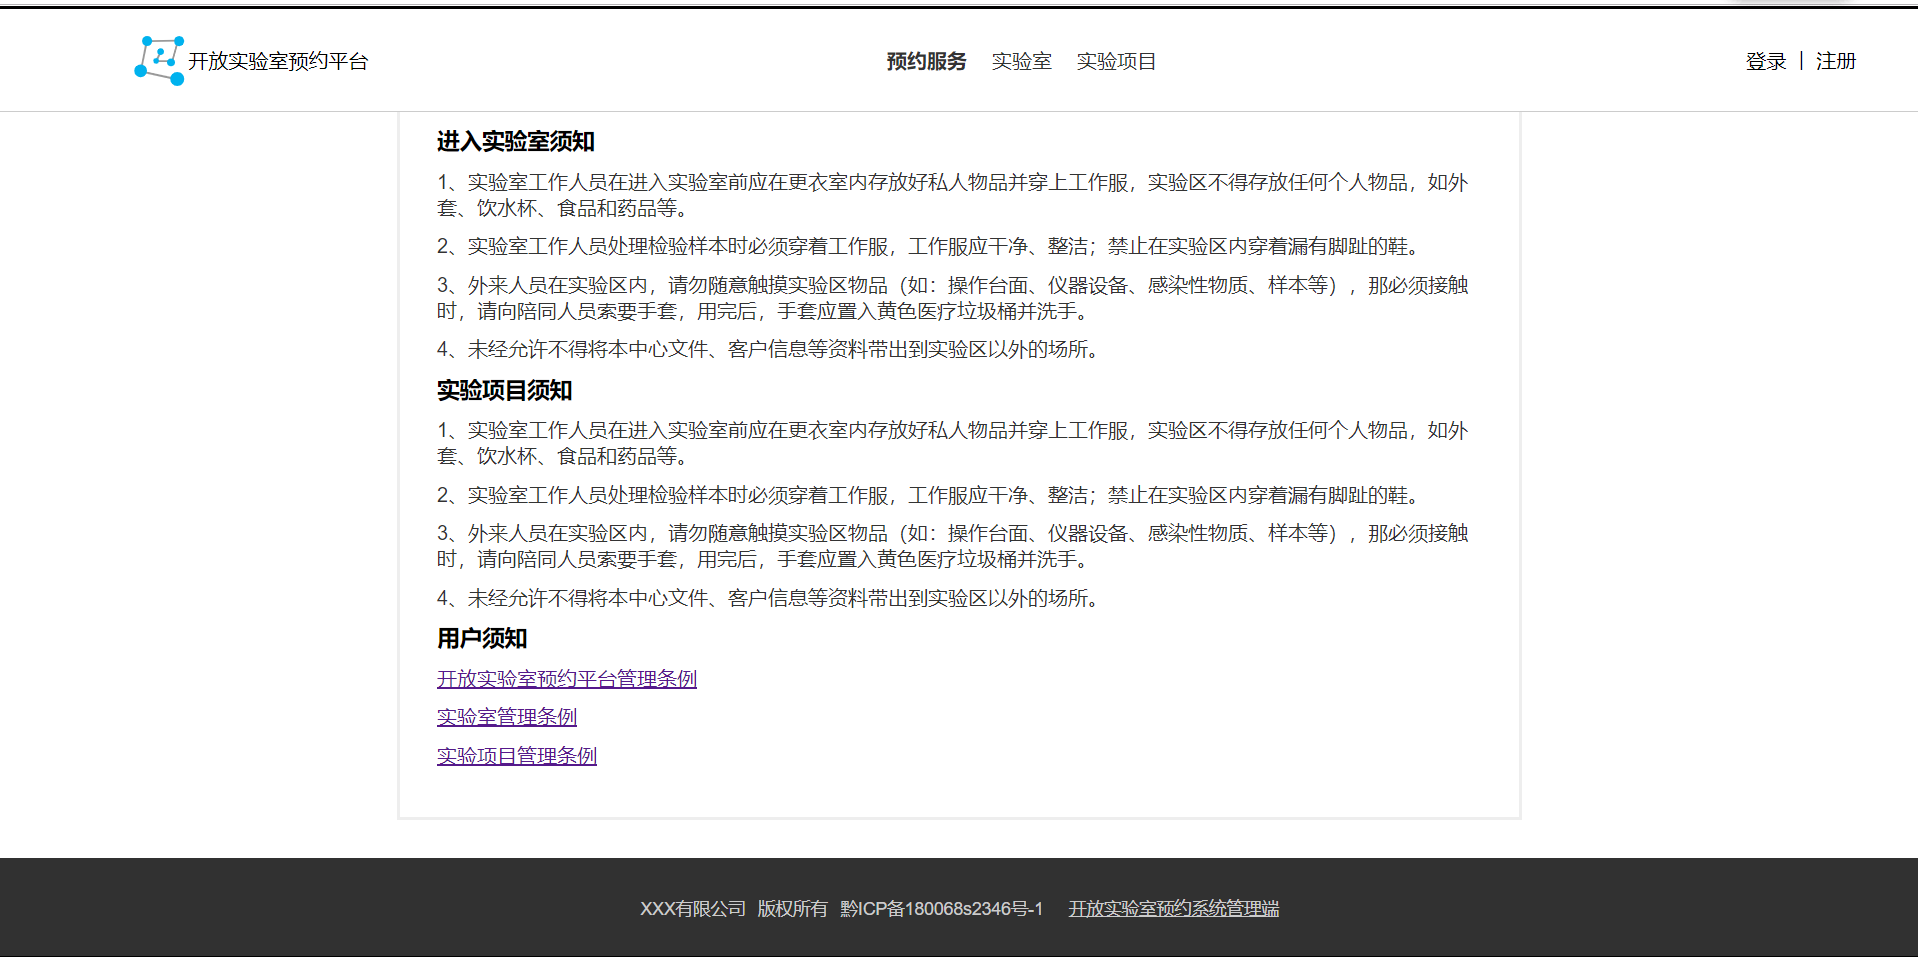 开放实验室预约平台
预约服务 实验室 实验项目
登录 | 注册
进入实验室须知
1、实验室工作人员在进入实验室前应在更衣室内存放好私人物品并穿上工作服，实验区不得存放任何个人物品，如外
套、饮水杯、食品和药品等。
2、实验室工作人员处理检验样本时必须穿着工作服，工作服应干净、整洁；禁止在实验区内穿着漏有脚趾的鞋。
3、外来人员在实验区内，请勿随意触摸实验区物品（如：操作台面、仪器设备、感染性物质、样本等），那必须接触
时，请向陪同人员索要手套，用完后，手套应置入黄色医疗垃圾桶并洗手。
4、未经允许不得将本中心文件、客户信息等资料带出到实验区以外的场所。
实验项目须知
1、实验室工作人员在进入实验室前应在更衣室内存放好私人物品并穿上工作服，实验区不得存放任何个人物品，如外
套、饮水杯、食品和药品等。
2、实验室工作人员处理检验样本时必须穿着工作服，工作服应干净、整洁；禁止在实验区内穿着漏有脚趾的鞋。
3、外来人员在实验区内，请勿随意触摸实验区物品（如：操作台面、仪器设备、感染性物质、样本等），那必须接触
时，请向陪同人员索要手套，用完后，手套应置入黄色医疗垃圾桶并洗手。
4、未经允许不得将本中心文件、客户信息等资料带出到实验区以外的场所。
用户须知
开放实验室预约平台管理条例
实验室管理条例
实验项目管理条例
XXX有限公司 版权所有 黔ICP备180068s2346号-1 开放实验室预约系统管理端